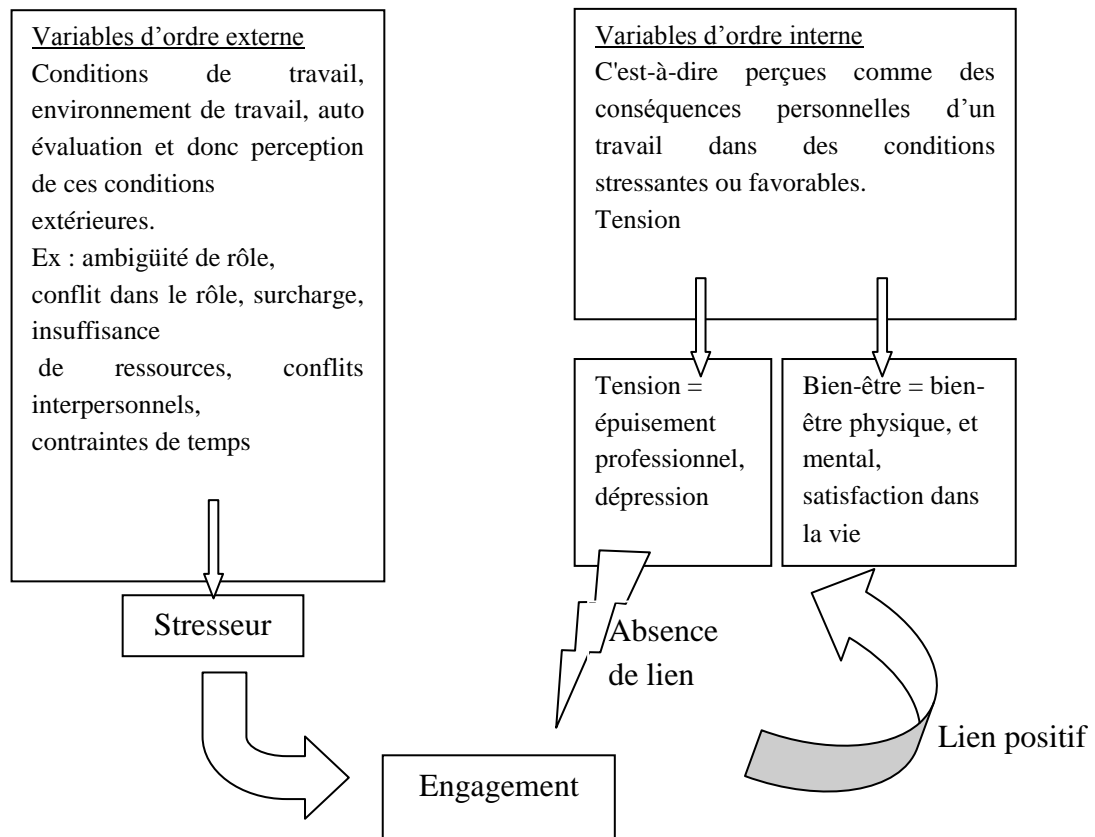 Variables d’ordre externe
Conditions de travail,
environnement de travail, auto
évaluation et donc perception
de ces conditions
extérieures.
Ex : ambigüité de rôle,
conflit dans le rôle, surcharge,
insuffisance
de ressources, conflits
interpersonnels,
contraintes de temps
Stresseur
Variables d’ordre interne
C'est-à-dire perçues comme des
conséquences personnelles d’un
travail dans des conditions
stressantes ou favorables.
Tension
Tension =
épuisement
professionnel,
dépression
Bien-être = bien-
être physique, et
mental,
satisfaction dans
la vie
Absence
de lien
Lien positif
Engagement